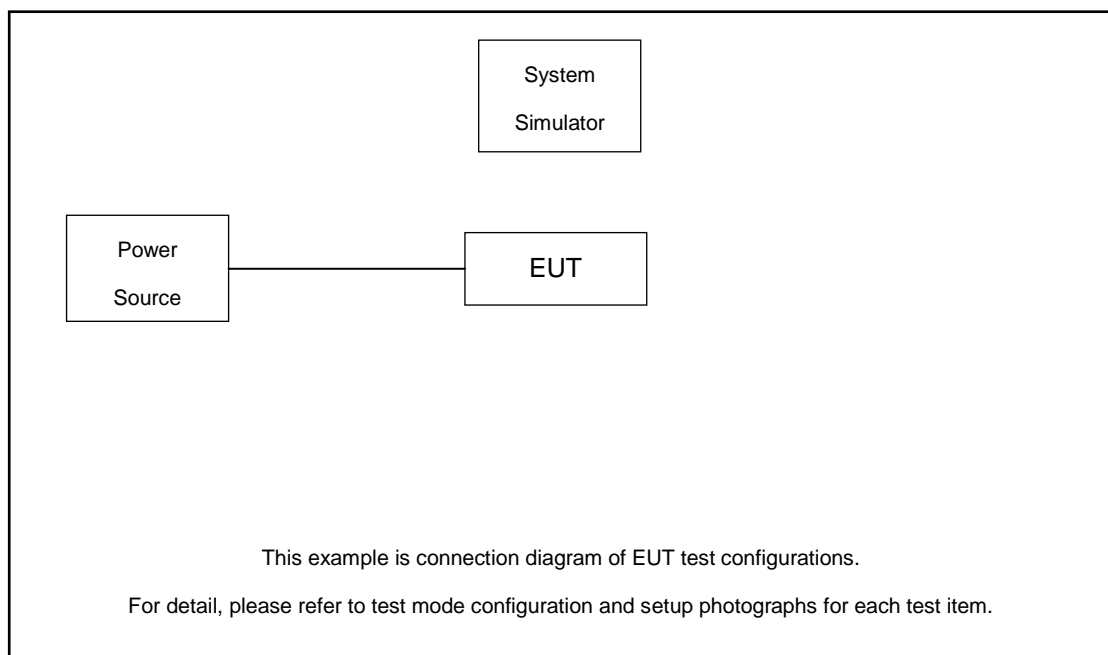 System
Simulator
Power
Source
EUT
This example is connection diagram of EUT test configurations.
For detail, please refer to test mode configuration and setup photographs for each test item.